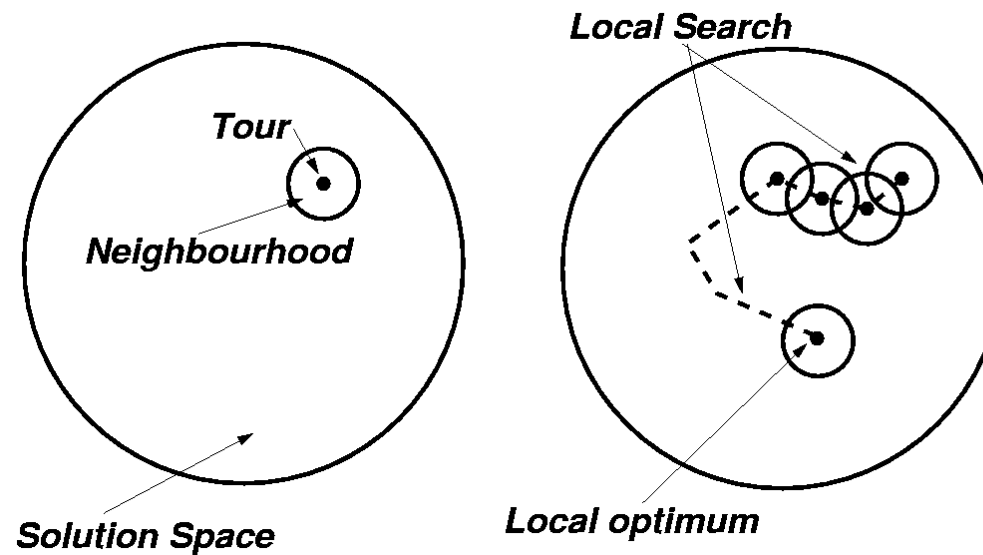 Local Search
Tour
Neighbourhood
Solution Space
Local optimum